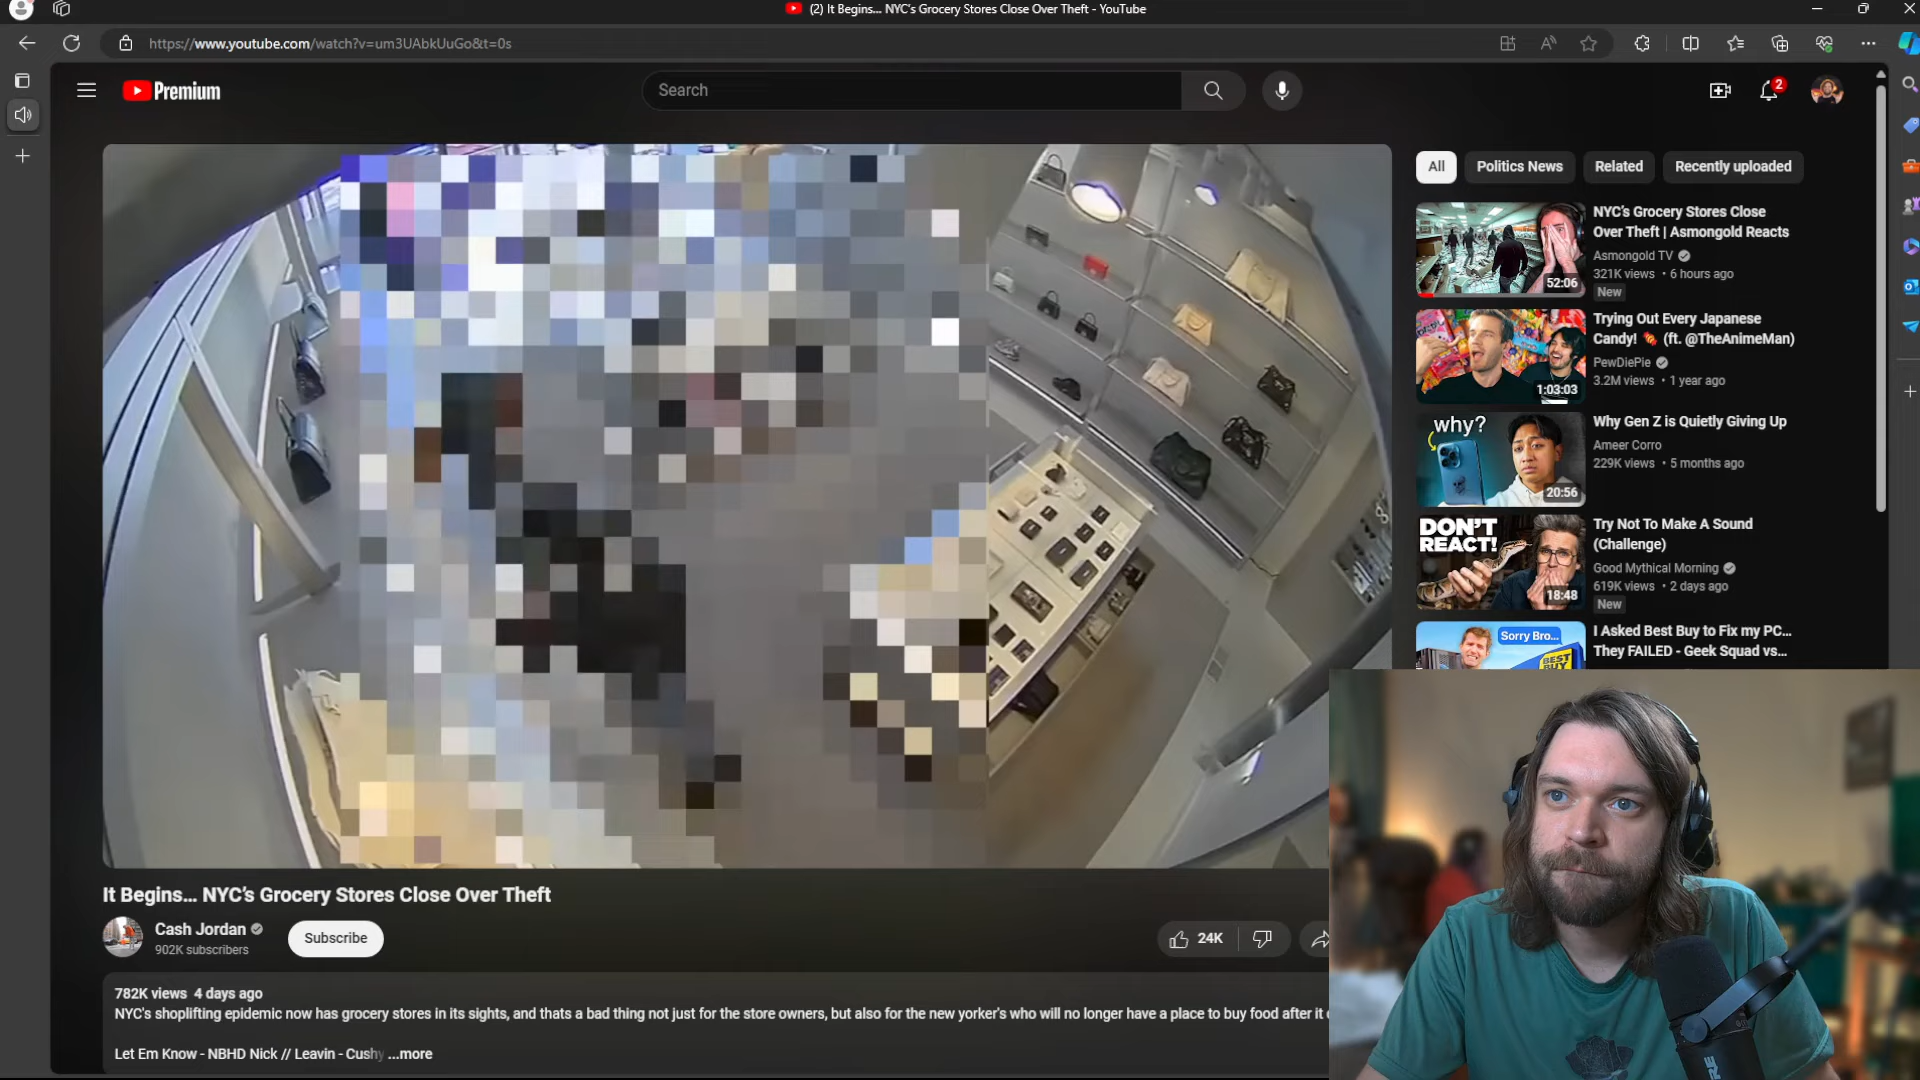 (2) It Begins... NYC's Grocery Stores Close Over Theft - YouTube
https://www.youtube.com/watch?v=um3UAbkUuGo&t=0s
Premium
Search
2
All
Politics News
Related
Recently uploaded
NYC's Grocery Stores Close
Over Theft | Asmongold Reacts
Asmongold TV
321K views • 6 hours ago
New
52:06
Trying Out Every Japanese
Candy! 🍬 (ft. @TheAnimeMan)
PewDiePie
3.2M views • 1 year ago
1:03:03
why?
Why Gen Z is Quietly Giving Up
Ameer Corro
229K views • 5 months ago
20:56
DON'T
REACT!
Try Not To Make A Sound
(Challenge)
Good Mythical Morning
619K views • 2 days ago
New
18:48
Sorry Bro...
BEST
BUY
I Asked Best Buy to Fix my PC...
They FAILED - Geek Squad vs...
It Begins... NYC's Grocery Stores Close Over Theft
Cash Jordan
902K subscribers
Subscribe
24K
782K views 4 days ago
NYC's shoplifting epidemic now has grocery stores in its sights, and thats a bad thing not just for the store owners, but also for the new yorker's who will no longer have a place to buy food after it
Let Em Know - NBHD Nick // Leavin - Cushy ...more